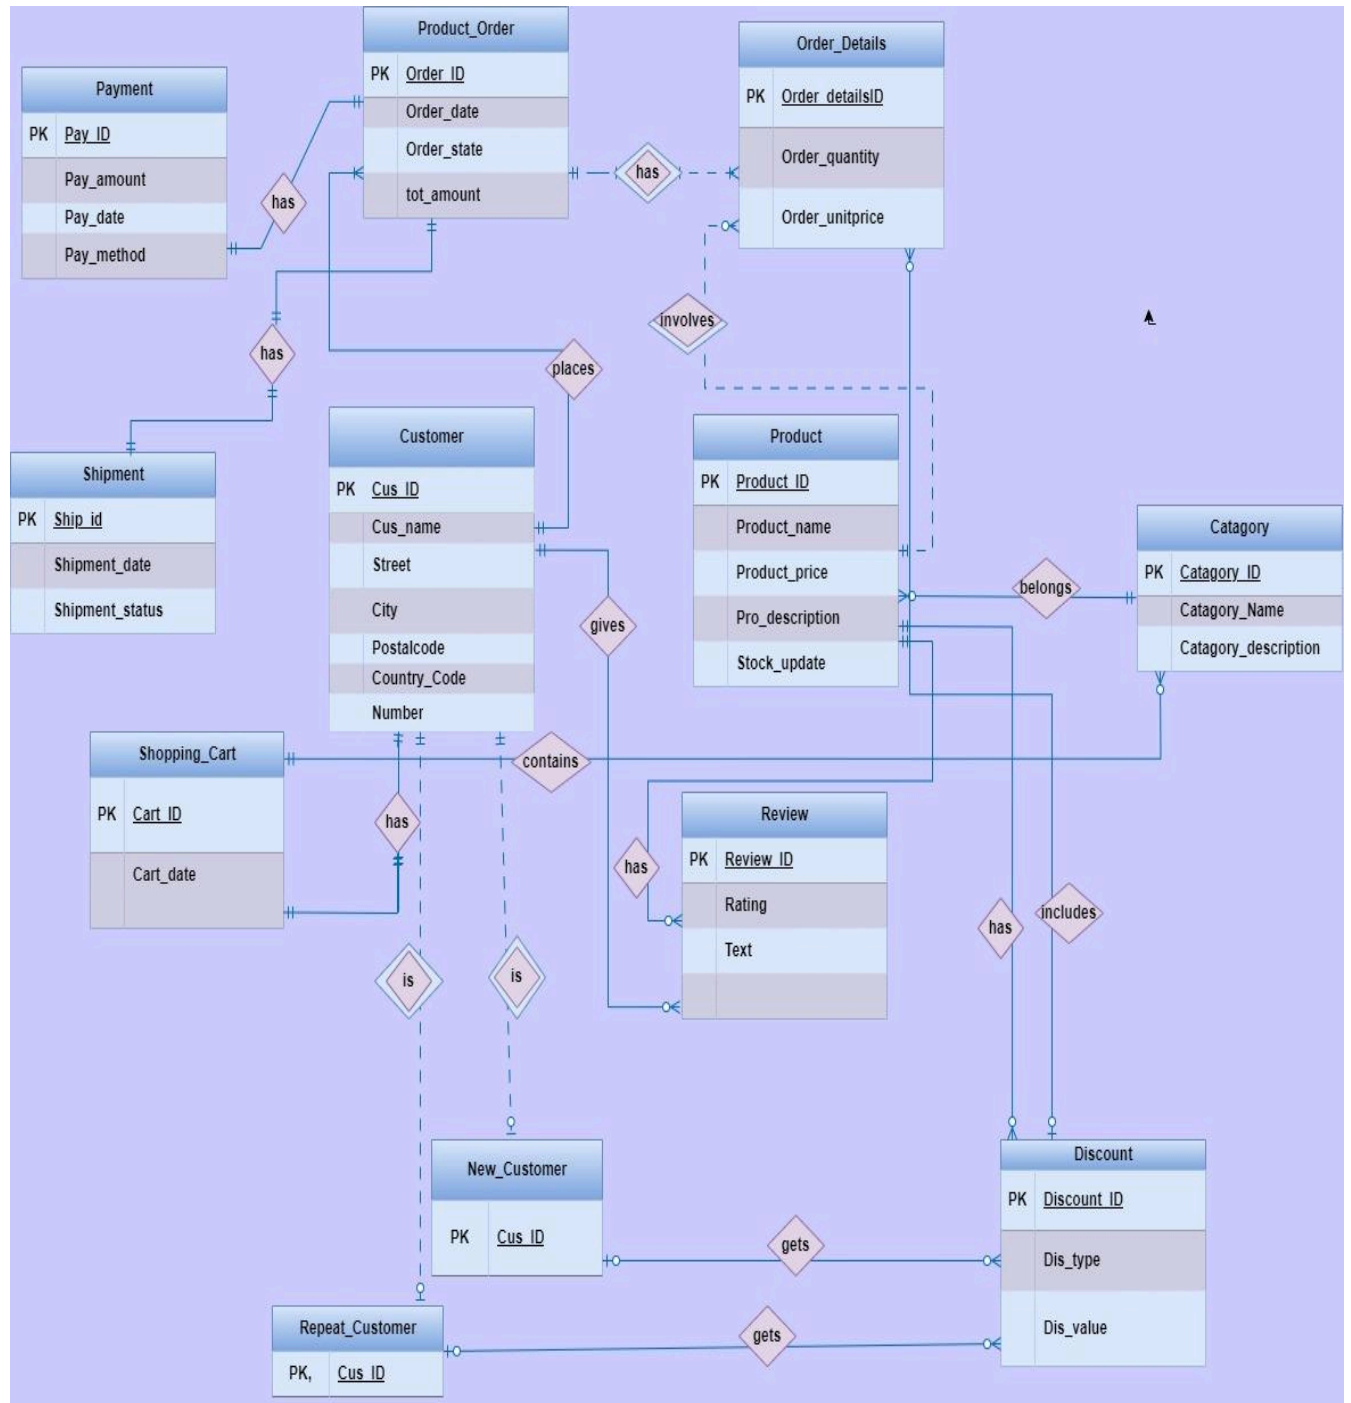 Product_Order
PK Order_ID
Order_date
Order_state
tot_amount
Order_Details
PK Order_detailsID
Order_quantity
Order_unitprice
Payment
PK Pay_ID
Pay_amount
Pay_date
Pay_method
has
has
involves
has
places
Shipment
PK Ship_id
Shipment_date
Shipment_status
Customer
PK Cus_ID
Cus_name
Street
City
Postalcode
Country_Code
Number
gives
Product
PK Product_ID
Product_name
Product_price
Pro_description
Stock_update
belongs
Catagory
PK Catagory_ID
Catagory_Name
Catagory_description
Shopping_Cart
PK Cart_ID
Cart_date
contains
has
Review
PK Review_ID
Rating
Text
has
has
includes
is
is
New_Customer
PK Cus_ID
gets
Discount
PK Discount_ID
Dis_type
Dis_value
Repeat_Customer
PK, Cus_ID
gets